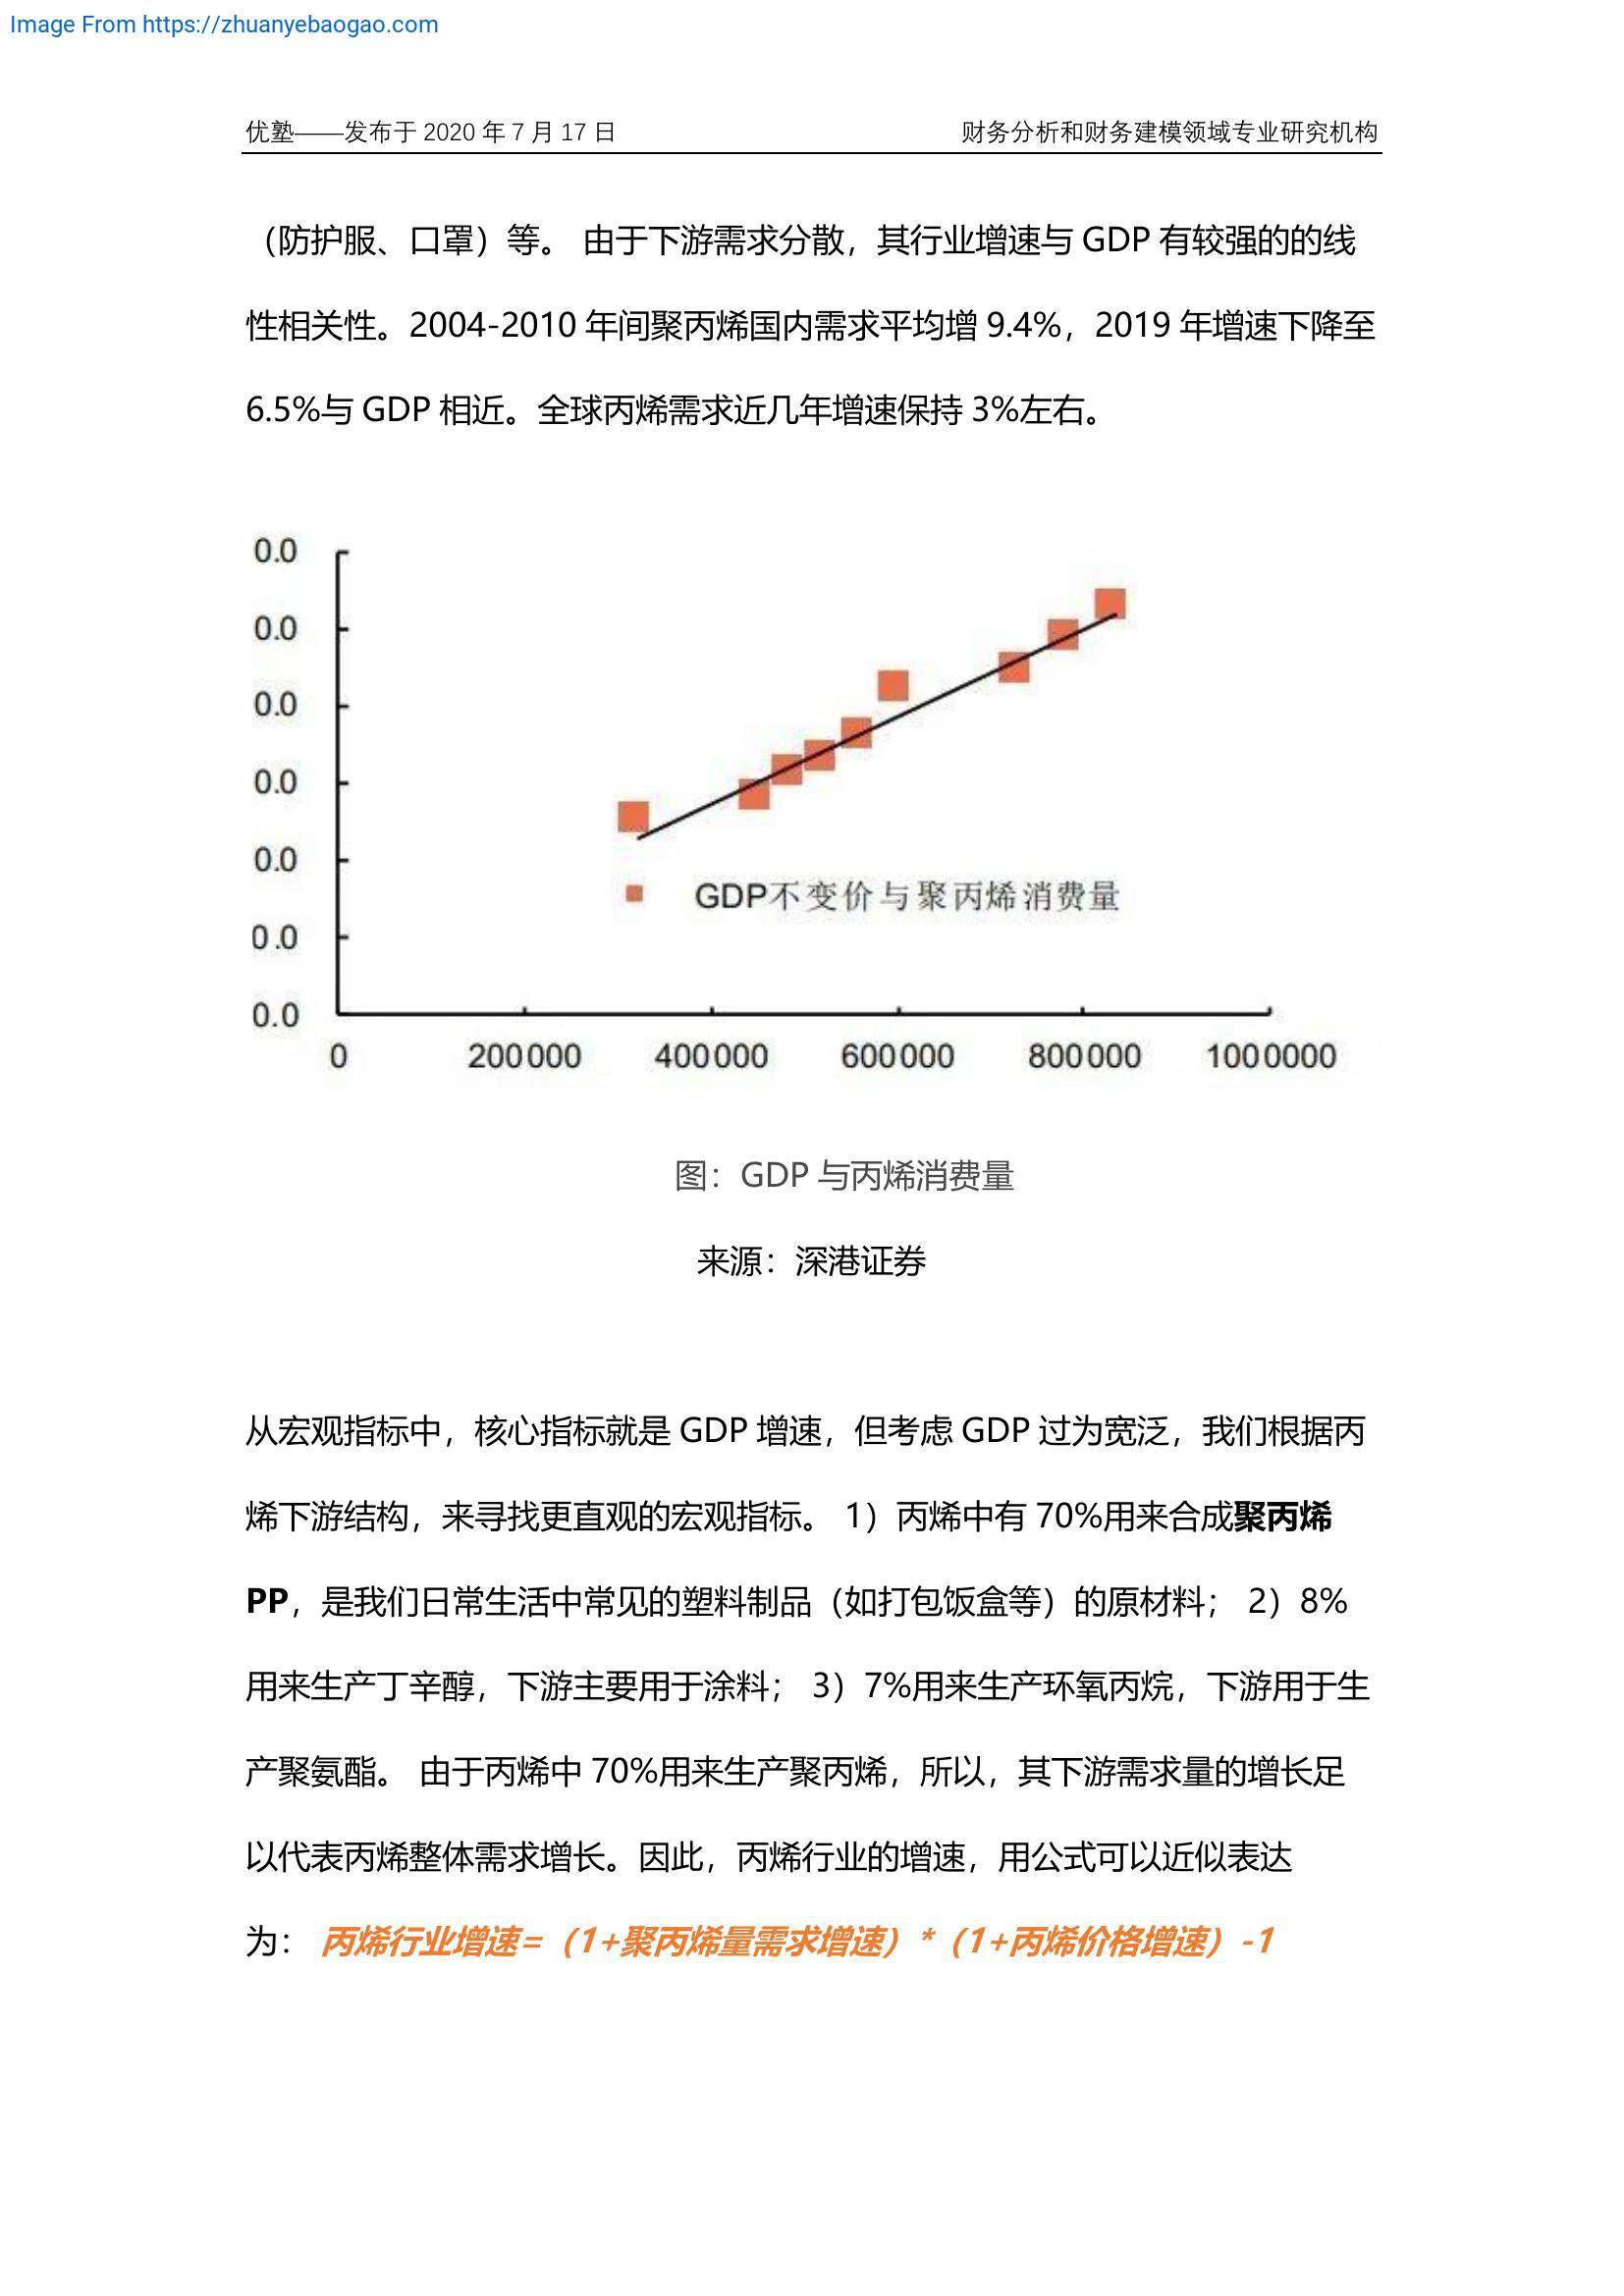 Image From https://zhuanyebaogao.com
优塾——发布于 2020 年 7 月 17 日 财务分析和财务建模领域专业研究机构
（防护服、口罩）等。 由于下游需求分散，其行业增速与 GDP 有较强的的线
性相关性。2004-2010 年间聚丙烯国内需求平均增 9.4%，2019 年增速下降至
6.5%与 GDP 相近。全球丙烯需求近几年增速保持 3%左右。
0.0
0.0
0.0
0.0
0.0
0.0
0.0
GDP不变价与聚丙烯消费量
0 200000 400000 600000 800000 1000000
图：GDP 与丙烯消费量
来源：深港证券
从宏观指标中，核心指标就是 GDP 增速，但考虑 GDP 过为宽泛，我们根据丙
烯下游结构，来寻找更直观的宏观指标。 1）丙烯中有 70%用来合成聚丙烯
PP，是我们日常生活中常见的塑料制品（如打包饭盒等）的原材料； 2）8%
用来生产丁辛醇，下游主要用于涂料； 3）7%用来生产环氧丙烷，下游用于生
产聚氨酯。 由于丙烯中 70%用来生产聚丙烯，所以，其下游需求量的增长足
以代表丙烯整体需求增长。因此，丙烯行业的增速，用公式可以近似表达
为： 丙烯行业增速=（1+聚丙烯量需求增速）*（1+丙烯价格增速）-1